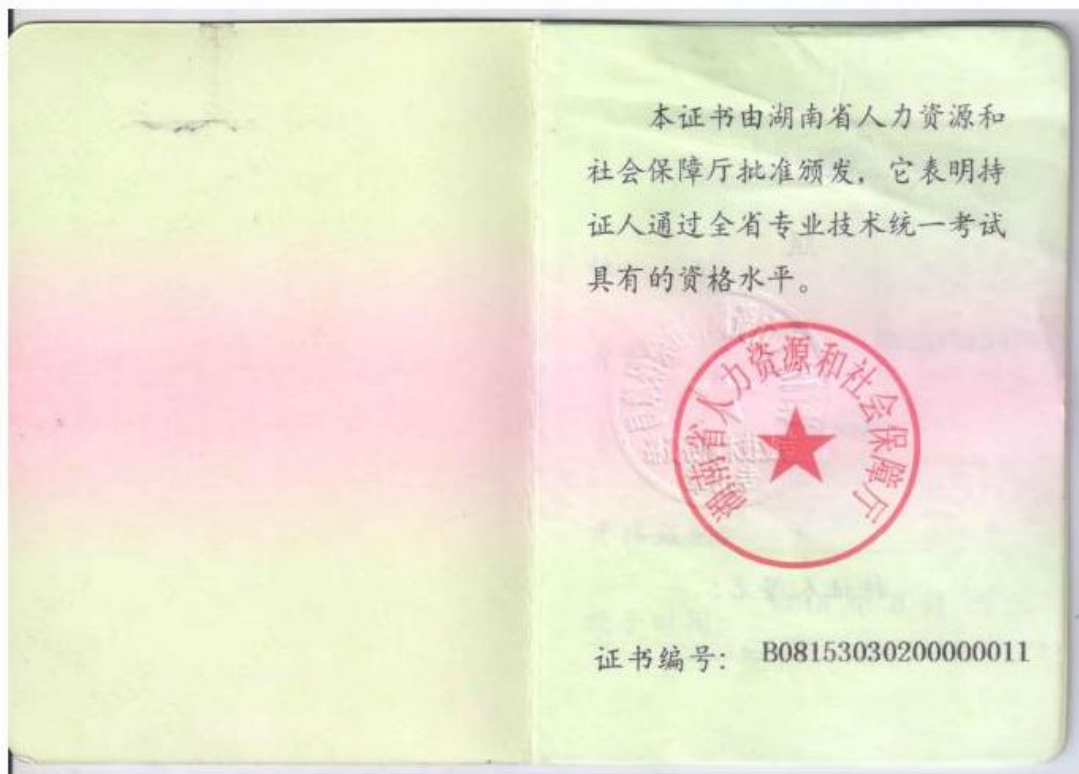 本证书由湖南省人力资源和
社会保障厅批准颁发，它表明持
证人通过全省专业技术统一考试
具有的资格水平。
湖南省人力资源和社会保障厅
证书编号： B08153030200000011